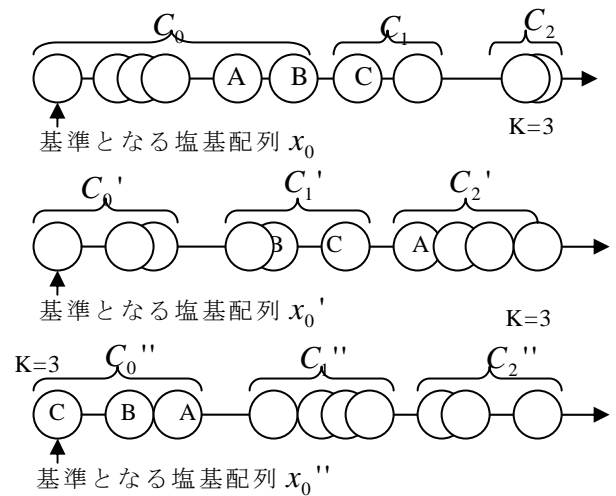 C₀ C₁ C₂
A B C
K=3
基準となる塩基配列 x₀
C₀' C₁' C₂'
B C A
K=3
基準となる塩基配列 x₀'
K=3 C₀'' C₁'' C₂''
C B A
基準となる塩基配列 x₀''